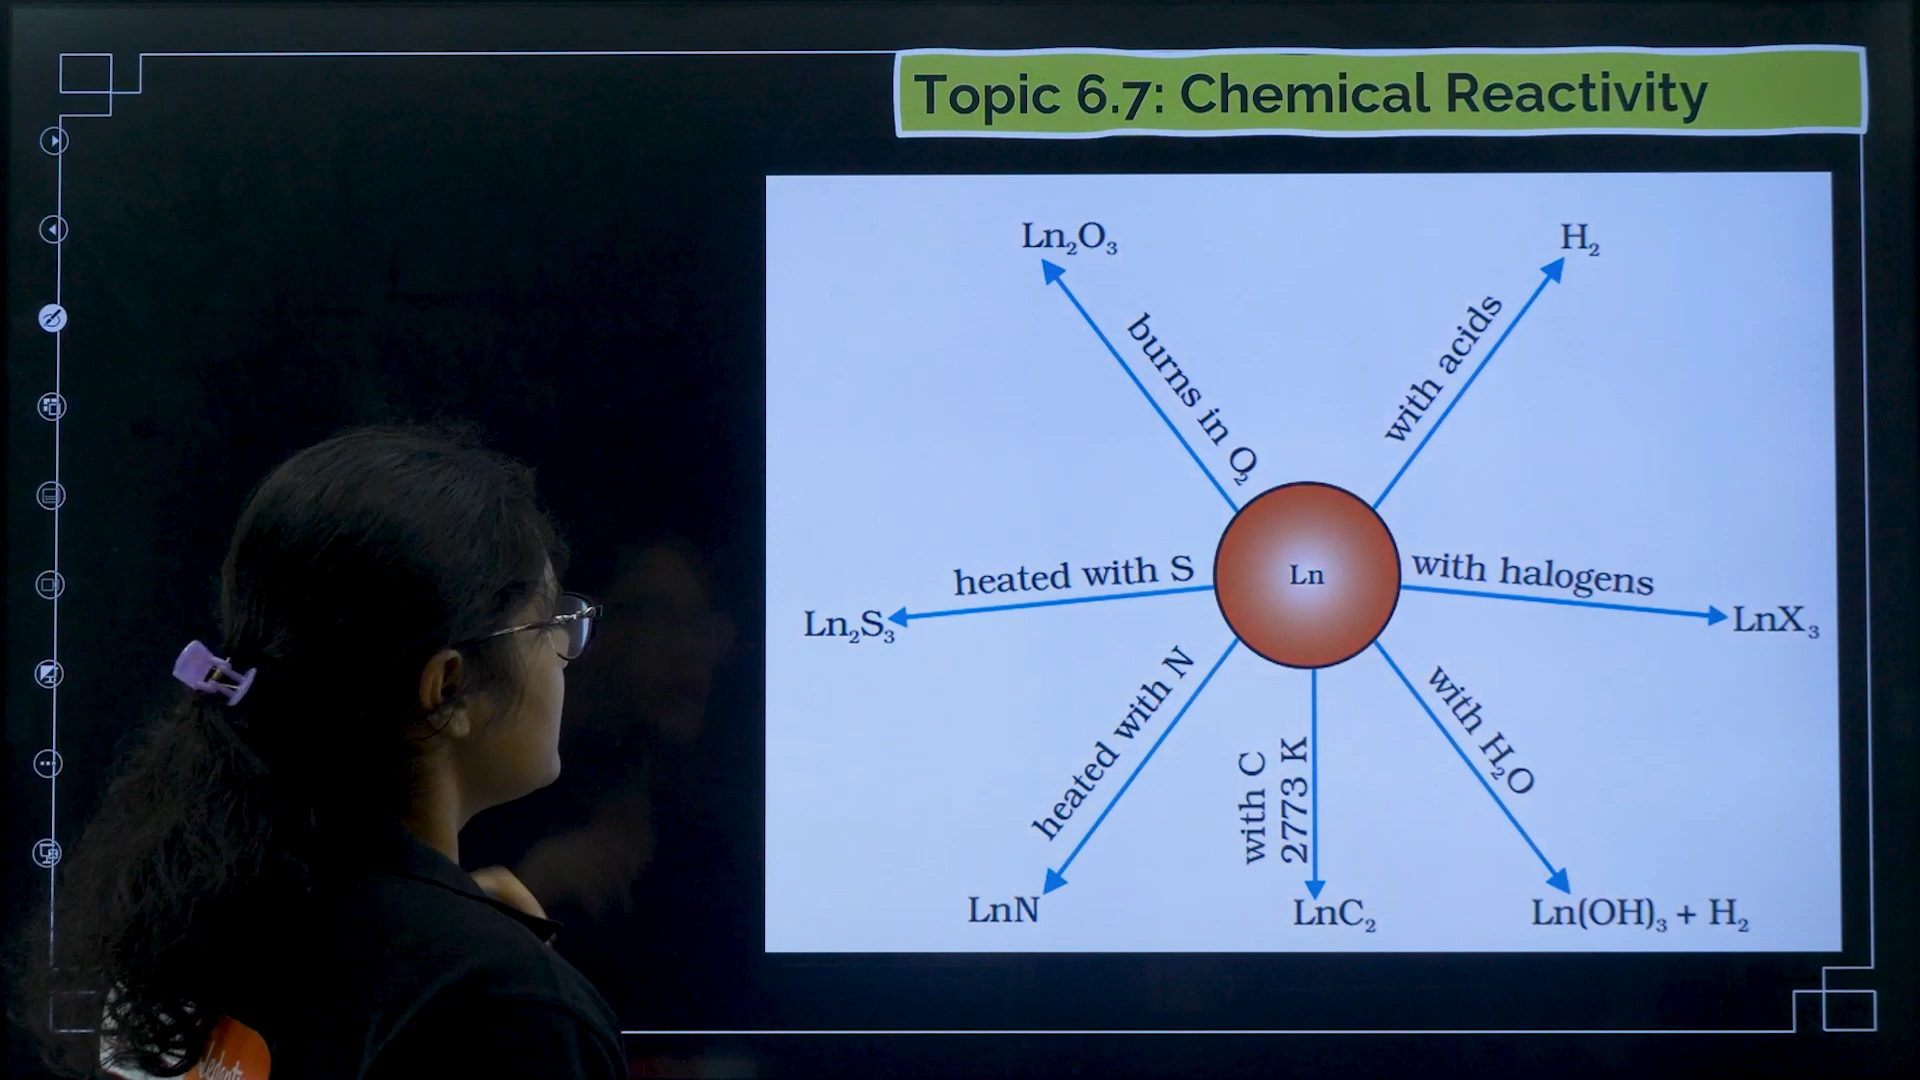 Topic 6.7: Chemical Reactivity
Ln₂O₃
H₂
burns in O₂
with acids
heated with S
Ln
with halogens
Ln₂S₃
LnX₃
heated with N
with C
2773 K
with H₂O
LnN
LnC₂
Ln(OH)₃ + H₂